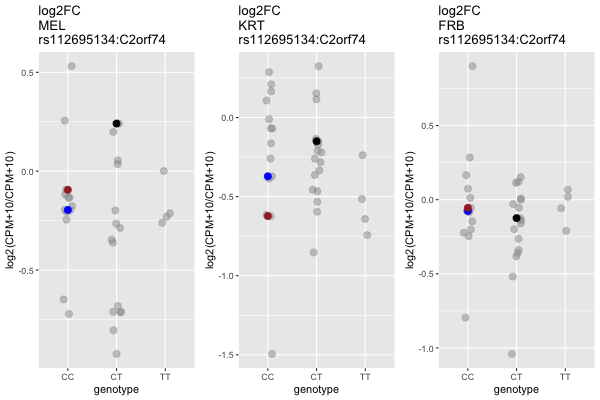 log2FC
MEL
rs112695134:C2orf74
log2(CPM+10/CPM+10)
0.5
0.0
-0.5
CC
CT
TT
genotype
log2FC
KRT
rs112695134:C2orf74
log2(CPM+10/CPM+10)
0.0
-0.5
-1.0
-1.5
CC
CT
TT
genotype
log2FC
FRB
rs112695134:C2orf74
log2(CPM+10/CPM+10)
0.5
0.0
-0.5
-1.0
CC
CT
TT
genotype